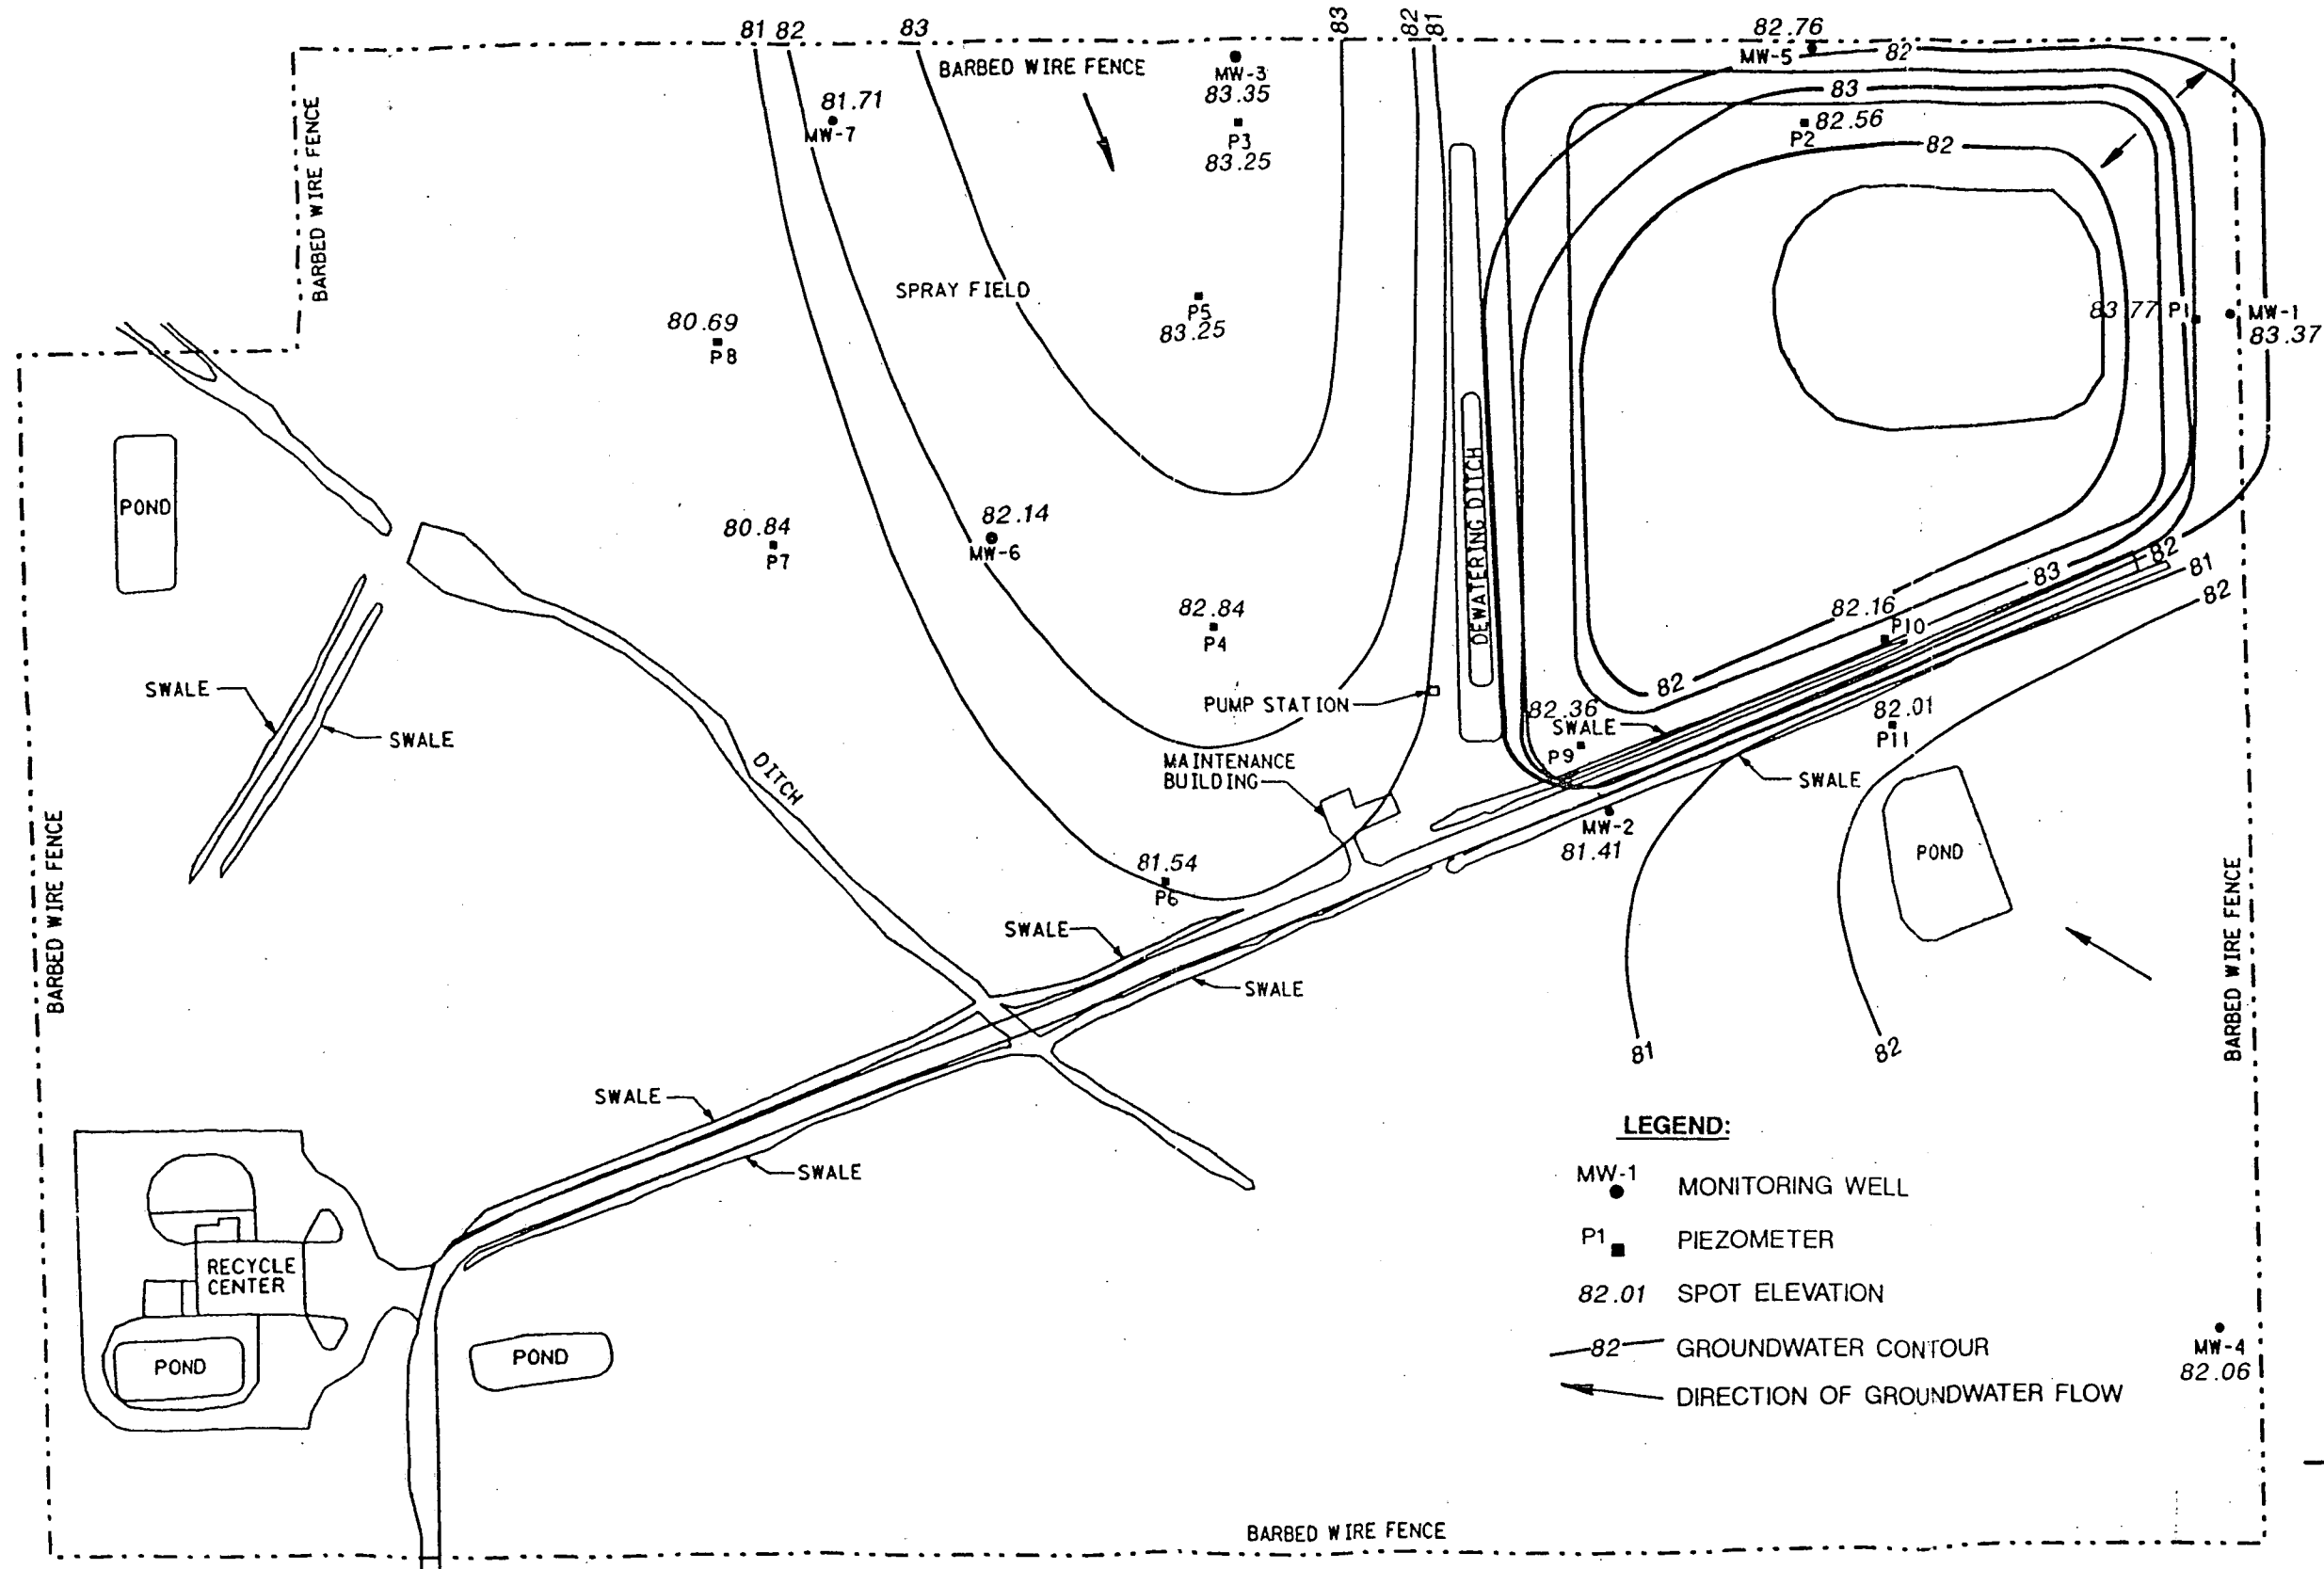 81 82
83
83
82
81
82.76
MW-5
82
BARBED WIRE FENCE
MW-3
83.35
81.71
MW-7
P3
83.25
83
P2
82.56
82
BARBED WIRE FENCE
SPRAY FIELD
P5
83.25
80.69
P8
83.77 P1
MW-1
83.37
POND
DEWATERING DITCH
80.84
P7
82.14
MW-6
82
81
82
83
82.84
P4
82.16
P10
SWALE
SWALE
82
PUMP STATION
82.36
SWALE
P9
82.01
P11
MAINTENANCE
BUILDING
SWALE
DITCH
MW-2
81.41
POND
81.54
P6
BARBED WIRE FENCE
BARBED WIRE FENCE
SWALE
SWALE
81
82
SWALE
SWALE
RECYCLE
CENTER
POND
POND
LEGEND:
MW-1
MONITORING WELL
P1
PIEZOMETER
82.01 SPOT ELEVATION
82 GROUNDWATER CONTOUR
DIRECTION OF GROUNDWATER FLOW
MW-4
82.06
BARBED WIRE FENCE